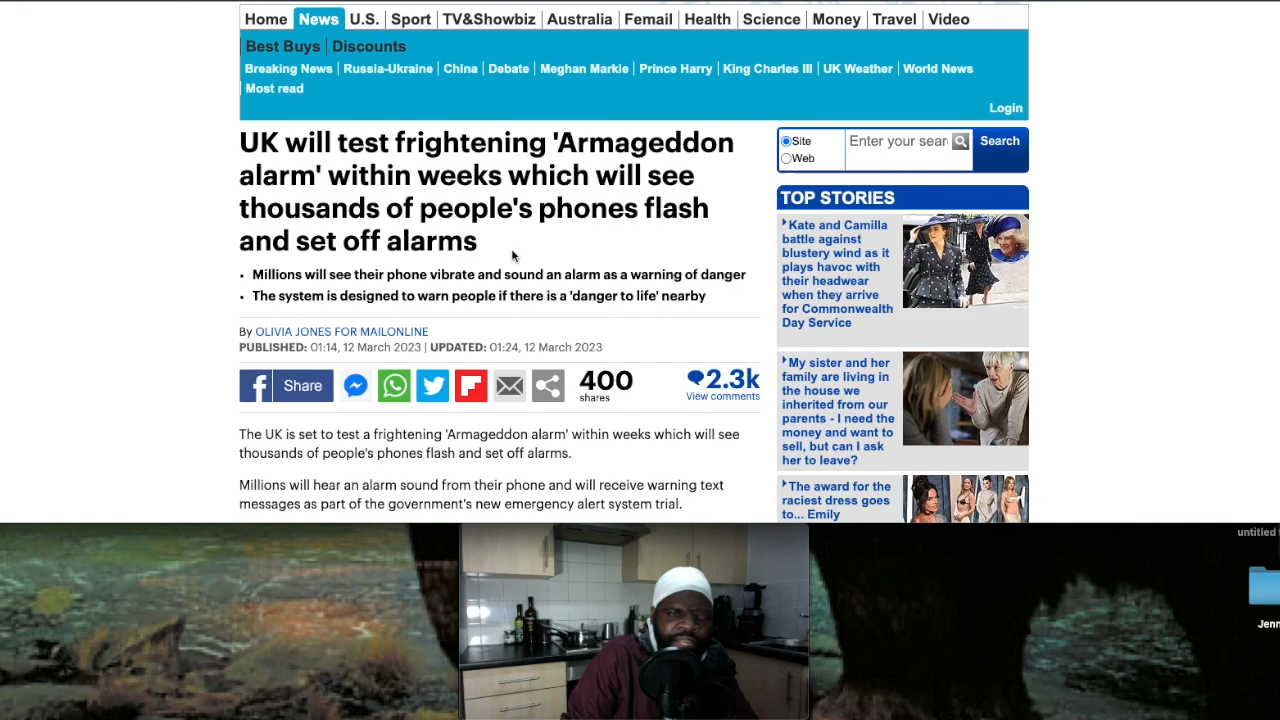 Home News U.S. Sport TV&Showbiz Australia Femail Health Science Money Travel Video
Best Buys Discounts
Breaking News Russia-Ukraine China Debate Meghan Markle Prince Harry King Charles III UK Weather World News
Most read
Login
UK will test frightening 'Armageddon
alarm' within weeks which will see
thousands of people's phones flash
and set off alarms
• Millions will see their phone vibrate and sound an alarm as a warning of danger
• The system is designed to warn people if there is a 'danger to life' nearby
By OLIVIA JONES FOR MAILONLINE
PUBLISHED: 01:14, 12 March 2023 | UPDATED: 01:24, 12 March 2023
Share
400
shares
2.3k
View comments
The UK is set to test a frightening 'Armageddon alarm' within weeks which will see
thousands of people's phones flash and set off alarms.
Millions will hear an alarm sound from their phone and will receive warning text
messages as part of the government's new emergency alert system trial.
Site
Web
Enter your sear
Search
TOP STORIES
Kate and Camilla
battle against
blustery wind as it
plays havoc with
their headwear
when they arrive
for Commonwealth
Day Service
My sister and her
family are living in
the house we
inherited from our
parents - I need the
money and want to
sell, but can I ask
her to leave?
The award for the
raciest dress goes
to... Emily
untitled
Jenn